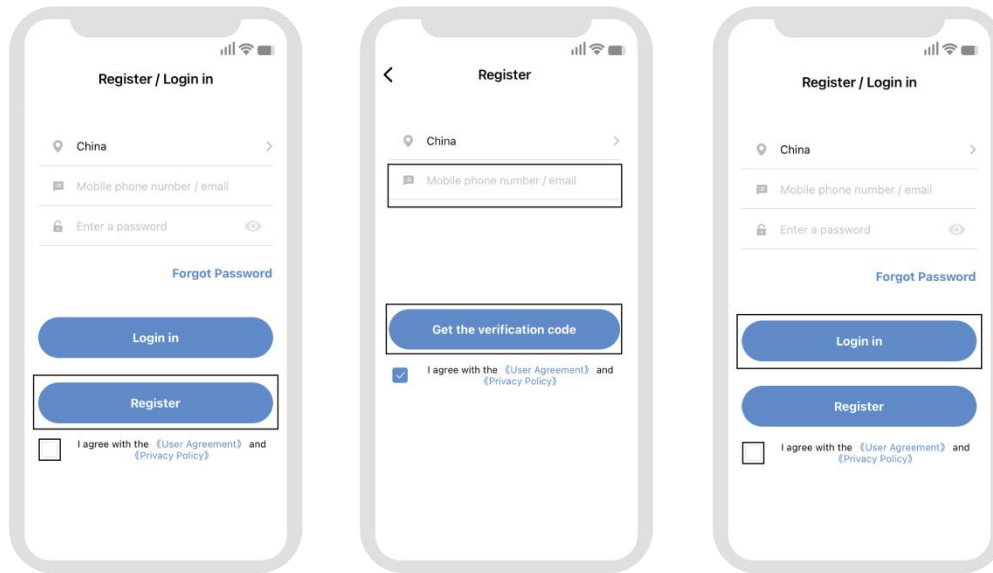 Register / Login in
China
Mobile phone number / email
Enter a password
Forgot Password
Login in
Register
I agree with the 《User Agreement》 and
《Privacy Policy》
Register
China
Mobile phone number / email
Get the verification code
I agree with the 《User Agreement》 and
《Privacy Policy》
Register / Login in
China
Mobile phone number / email
Enter a password
Forgot Password
Login in
Register
I agree with the 《User Agreement》 and
《Privacy Policy》